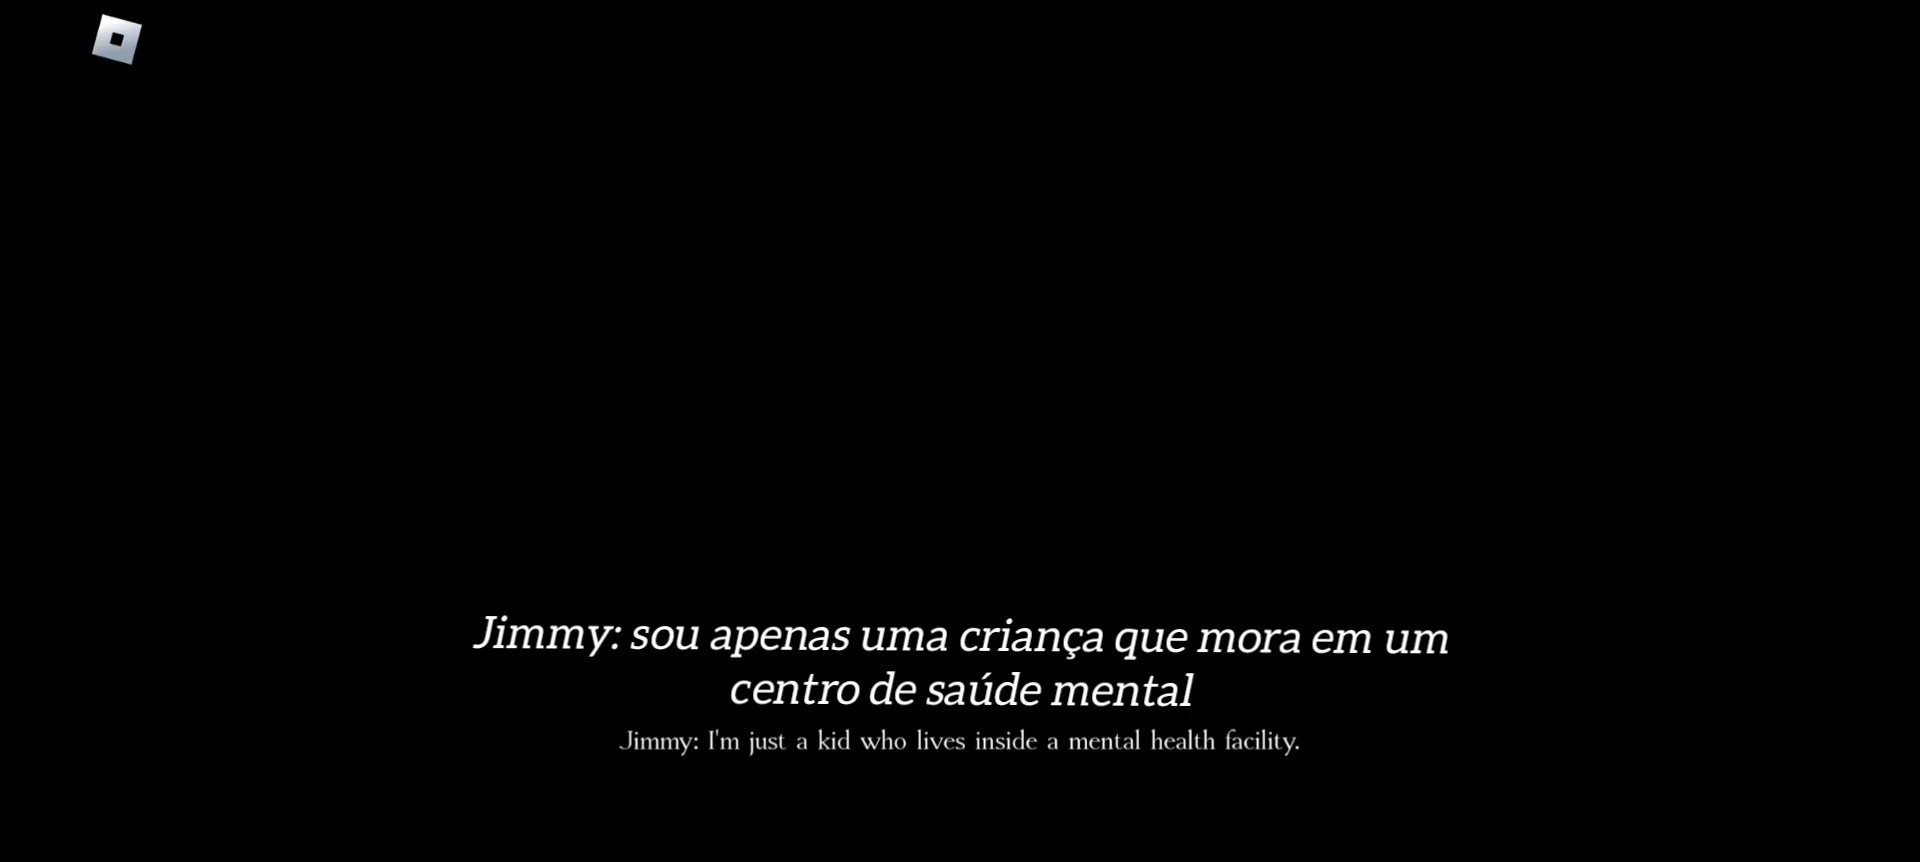 Jimmy: sou apenas uma criança que mora em um
centro de saúde mental
Jimmy: I'm just a kid who lives inside a mental health facility.